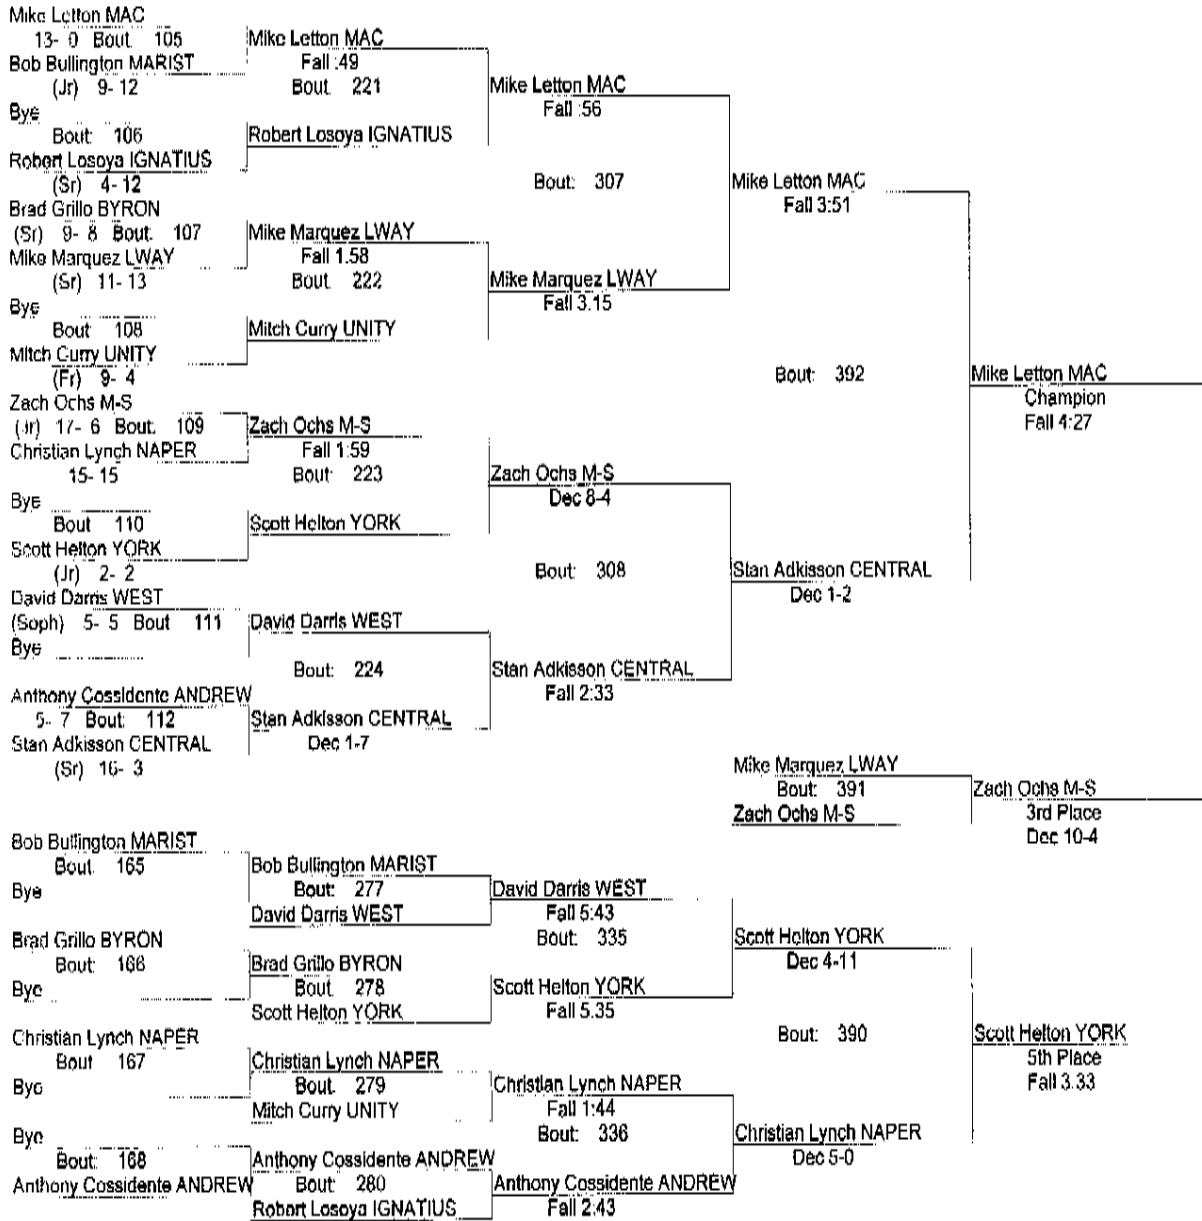 Mike Letton MAC
13- 0 Bout. 105
Mike Letton MAC
Bob Bullington MARIST
Fall :49
(Jr) 9- 12
Bout. 221
Mike Letton MAC
Bye
Fall :56
Bout: 106
Robert Losoya IGNATIUS
Robert Losoya IGNATIUS
(Sr) 4- 12
Bout: 307
Mike Letton MAC
Fall 3:51
Brad Grillo BYRON
(Sr) 9- 8 Bout. 107
Mike Marquez LWAY
Mike Marquez LWAY
Fall 1.58
(Sr) 11- 13
Bout. 222
Mike Marquez LWAY
Fall 3.15
Bye
Bout 108
Mitch Curry UNITY
Mitch Curry UNITY
(Fr) 9- 4
Bout: 392
Mike Letton MAC
Champion
Fall 4:27
Zach Ochs M-S
(Jr) 17- 6 Bout. 109
Zach Ochs M-S
Christian Lynch NAPER
Fall 1:59
15- 15
Bout: 223
Zach Ochs M-S
Dec 8-4
Bye
Bout 110
Scott Helton YORK
Scott Helton YORK
(Jr) 2- 2
Bout: 308
Stan Adkisson CENTRAL
Dec 1-2
David Darris WEST
(Soph) 5- 5 Bout 111
David Darris WEST
Bye
Bout: 224
Stan Adkisson CENTRAL
Fall 2:33
Anthony Cossidente ANDREW
5- 7 Bout: 112
Stan Adkisson CENTRAL
Stan Adkisson CENTRAL
Dec 1-7
(Sr) 16- 3
Mike Marquez LWAY
Bout: 391
Zach Ochs M-S
Zach Ochs M-S
3rd Place
Dec 10-4
Bob Bullington MARIST
Bout. 165
Bob Bullington MARIST
Bye
Bout: 277
David Darris WEST
David Darris WEST
Fall 5:43
Bout: 335
Scott Helton YORK
Dec 4-11
Brad Grillo BYRON
Bout: 166
Brad Grillo BYRON
Bye
Bout. 278
Scott Helton YORK
Scott Helton YORK
Fall 5.35
Bout: 390
Scott Helton YORK
5th Place
Fall 3.33
Christian Lynch NAPER
Bout 167
Christian Lynch NAPER
Bye
Bout: 279
Christian Lynch NAPER
Mitch Curry UNITY
Fall 1:44
Bout: 336
Christian Lynch NAPER
Dec 5-0
Bye
Bout: 168
Anthony Cossidente ANDREW
Anthony Cossidente ANDREW
Bout: 280
Anthony Cossidente ANDREW
Robert Losoya IGNATIUS
Fall 2:43